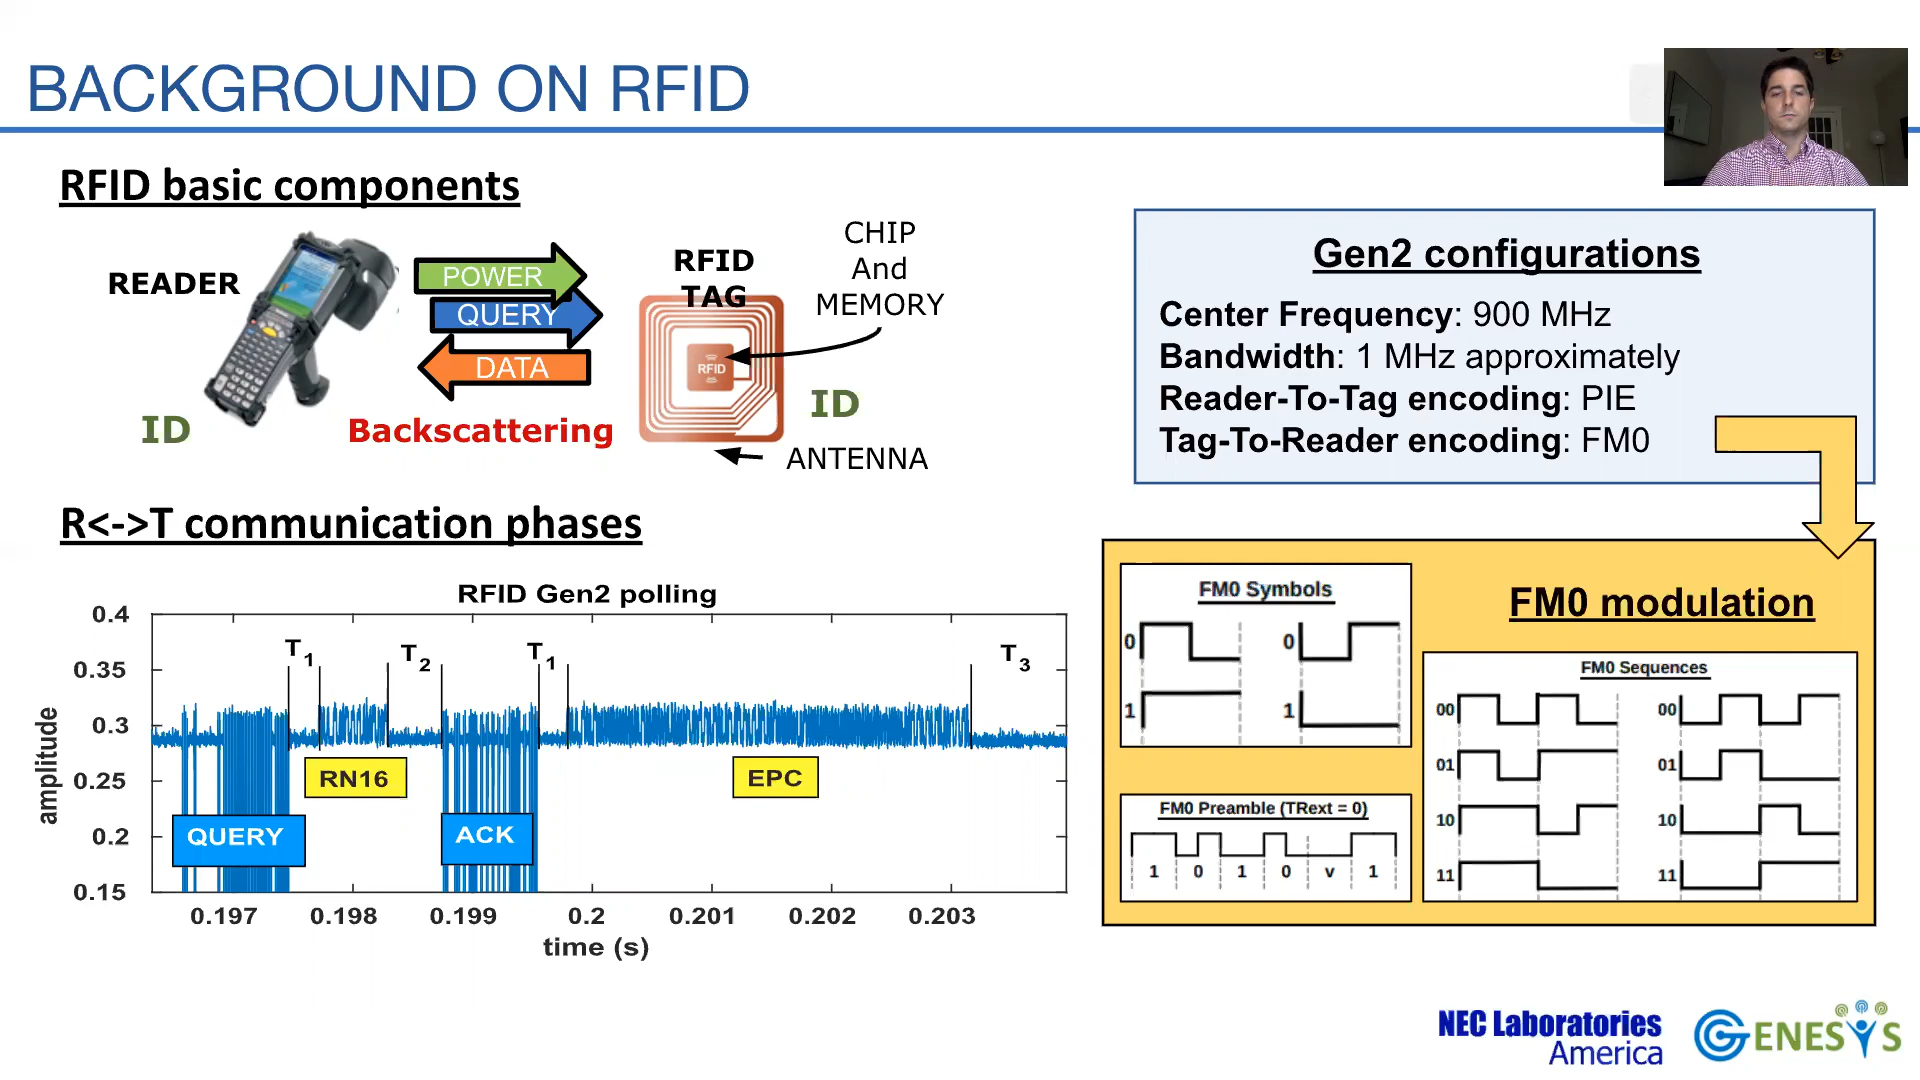 BACKGROUND ON RFID
RFID basic components
READER
POWER
QUERY
DATA
ID
Backscattering
RFID
TAG
CHIP
And
MEMORY
RFID
ID
ANTENNA
R<->T communication phases
RFID Gen2 polling
0.4
0.35
0.3
0.25
0.2
0.15
amplitude
T1
T2
T1
T3
QUERY
RN16
ACK
EPC
0.197 0.198 0.199 0.2 0.201 0.202 0.203
time (s)
Gen2 configurations
Center Frequency: 900 MHz
Bandwidth: 1 MHz approximately
Reader-To-Tag encoding: PIE
Tag-To-Reader encoding: FM0
FM0 modulation
FM0 Symbols
0 0
1 1
FM0 Preamble (TRext = 0)
1 0 1 0 v 1
FM0 Sequences
00 00
01 01
10 10
11 11
NEC Laboratories
America
GENESYS